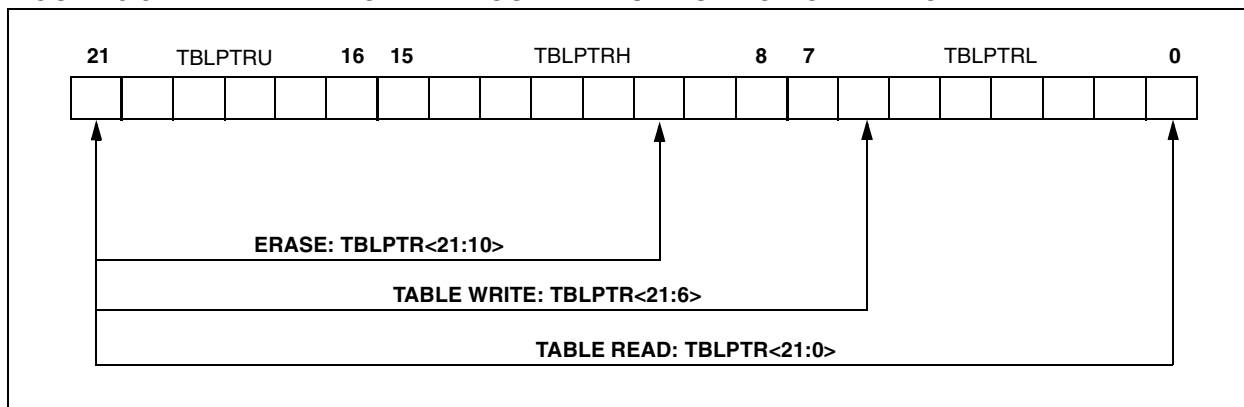 21 TBLPTRU 16 15 TBLPTRH 8 7 TBLPTRL 0
ERASE: TBLPTR<21:10>
TABLE WRITE: TBLPTR<21:6>
TABLE READ: TBLPTR<21:0>